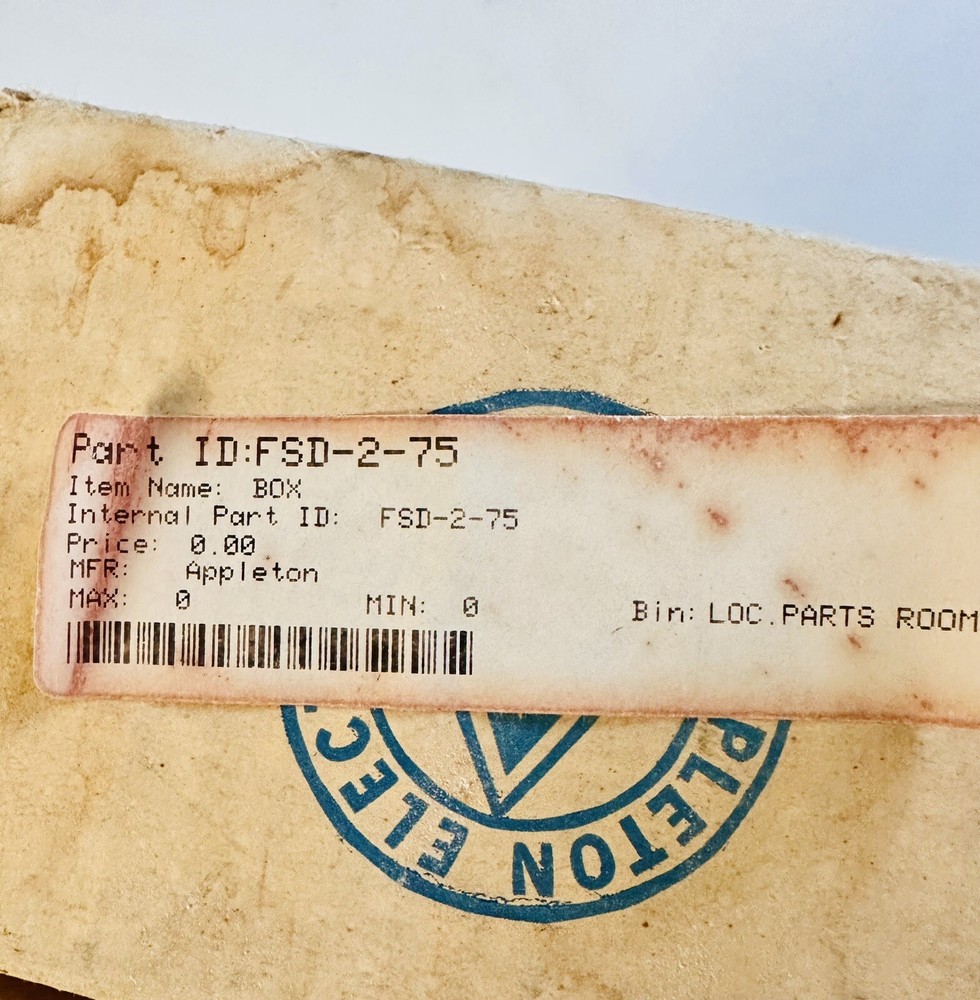 Part ID:FSD-2-75
Item Name: BOX
Internal Part ID: FSD-2-75
Price: 0.00
MFR: Appleton
MAX: 0 MIN: 0 Bin: LOC.PARTS ROOM
PLETON ELEC